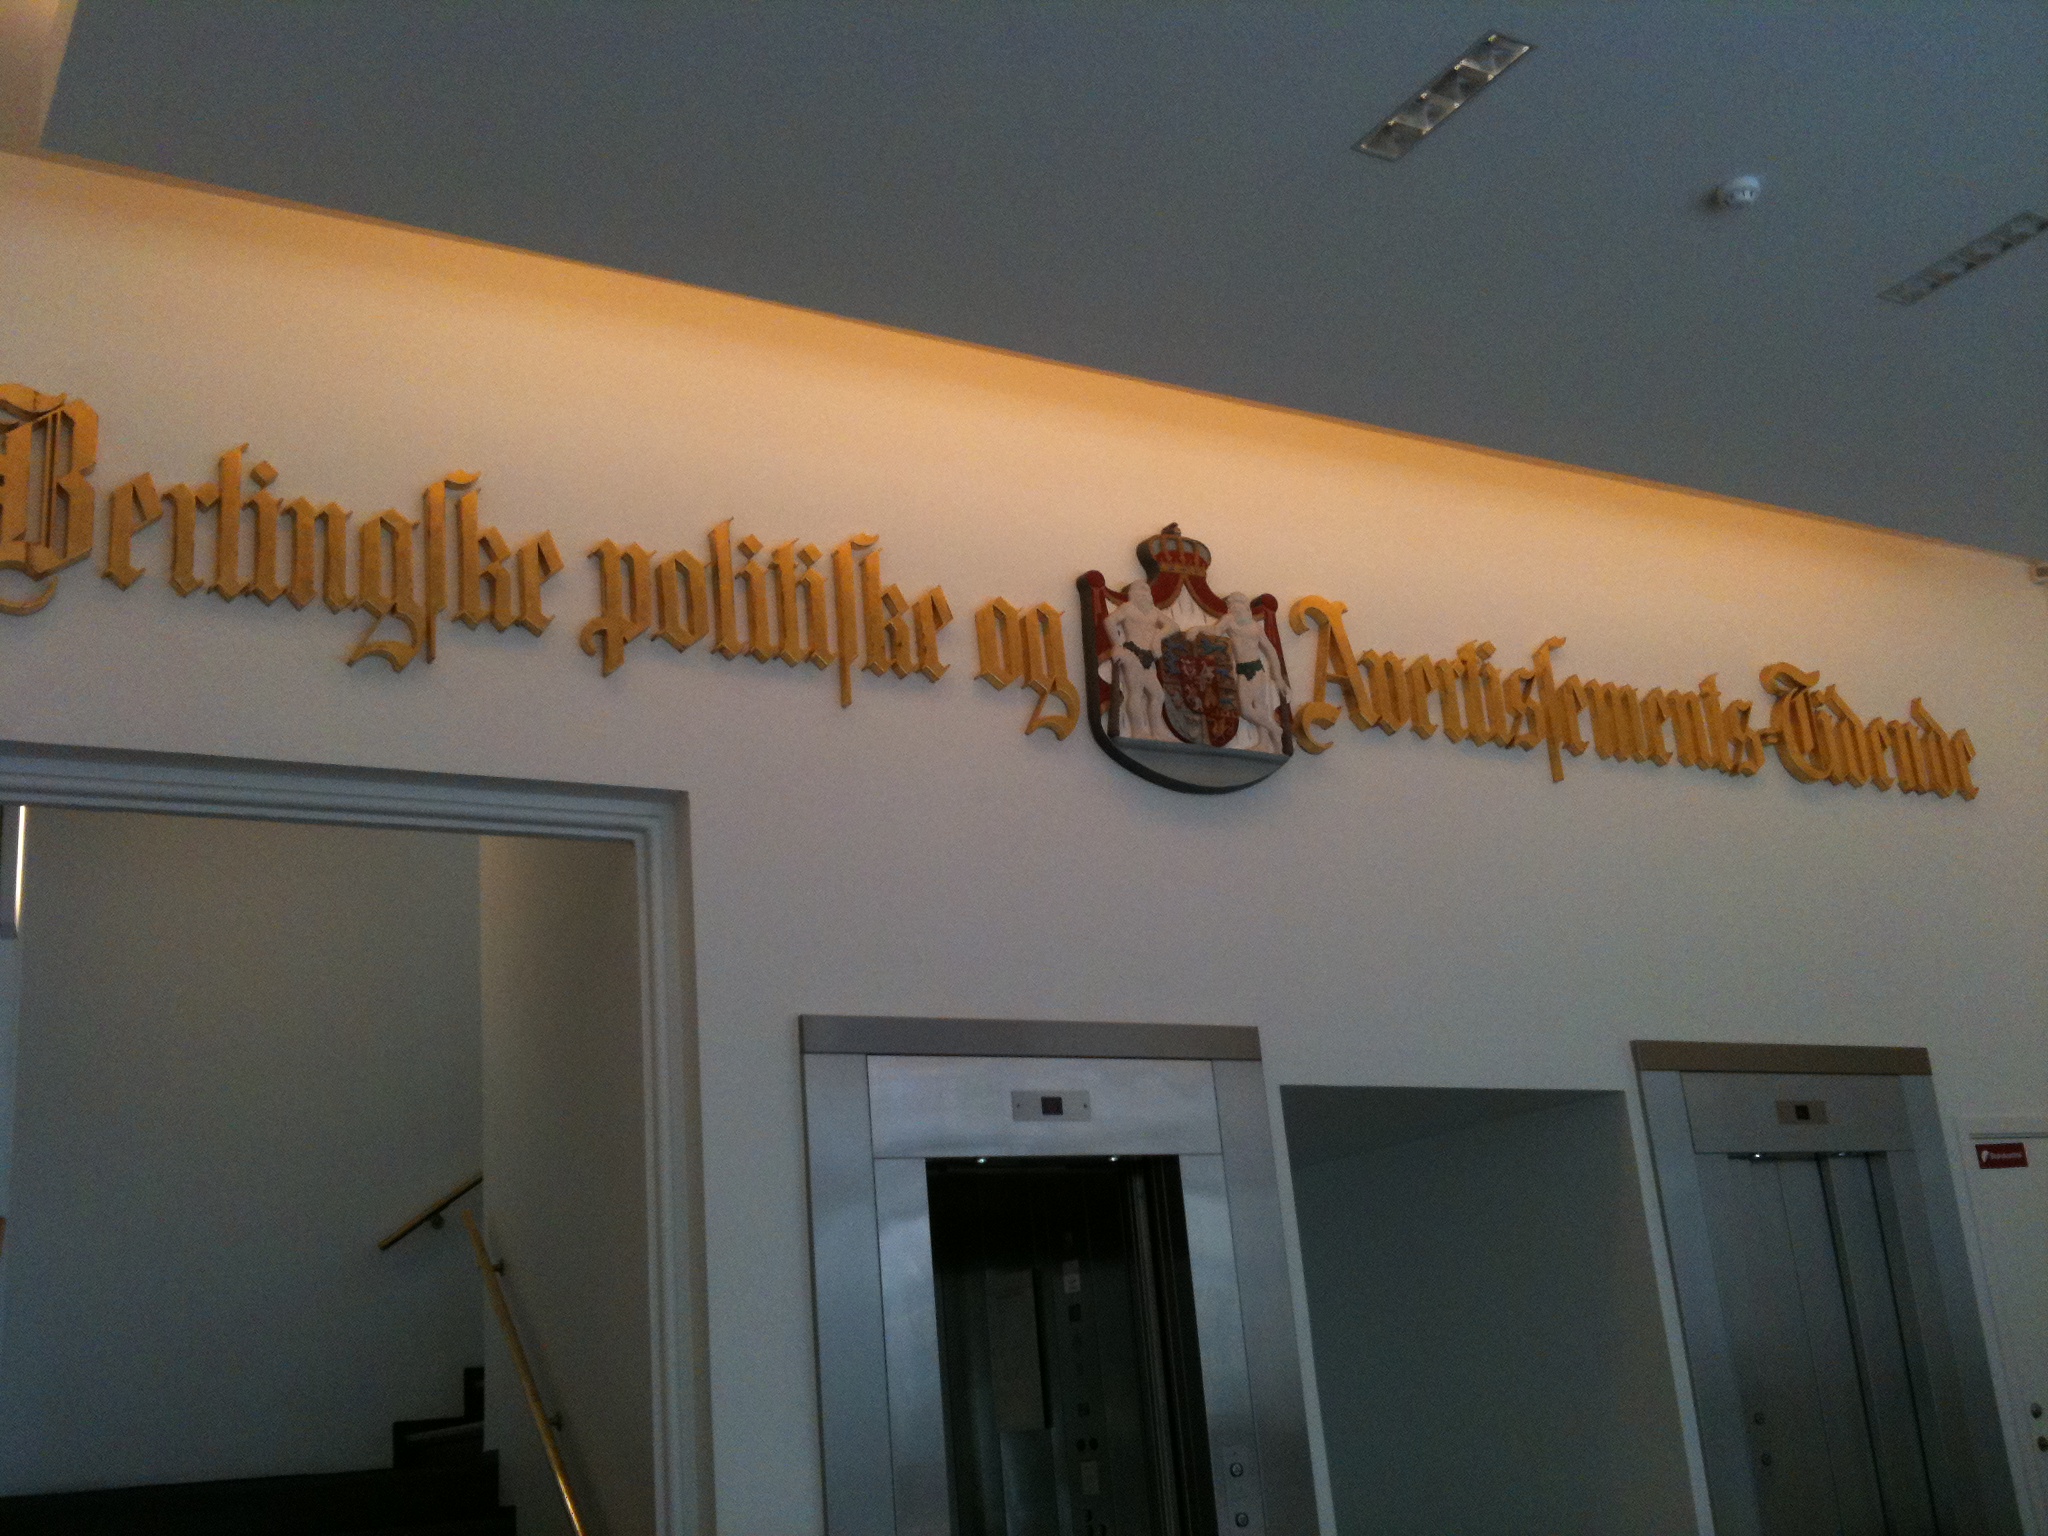 Berlingske politiske og Avertissements-Tidende